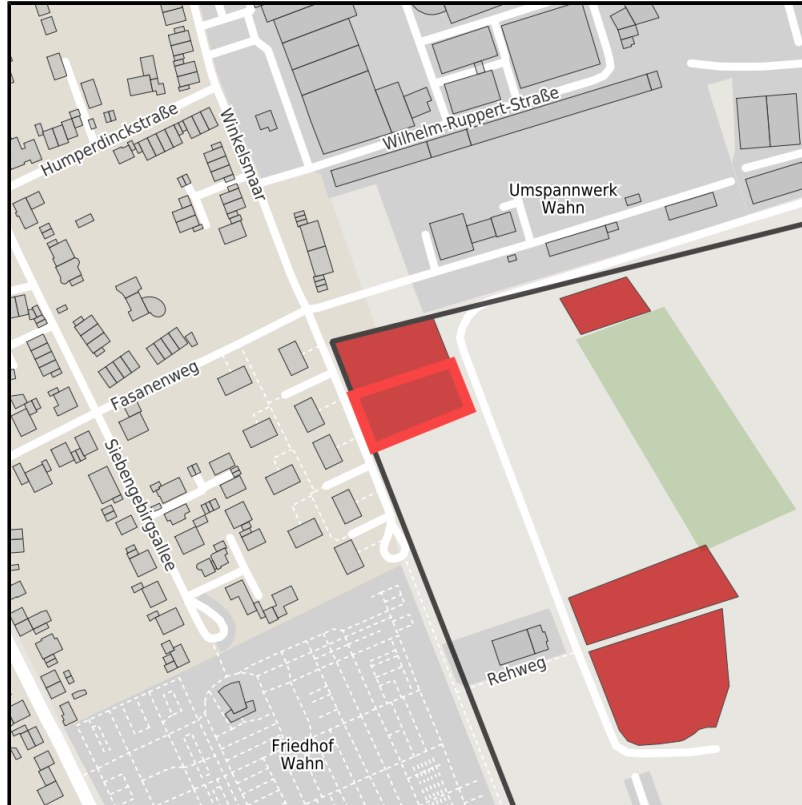 Humperdinckstraße
Winkelsmaar
Wilhelm-Ruppert-Straße
Umspannwerk
Wahn
Fasanenweg
Siebengebirgsallee
Rehweg
Friedhof
Wahn